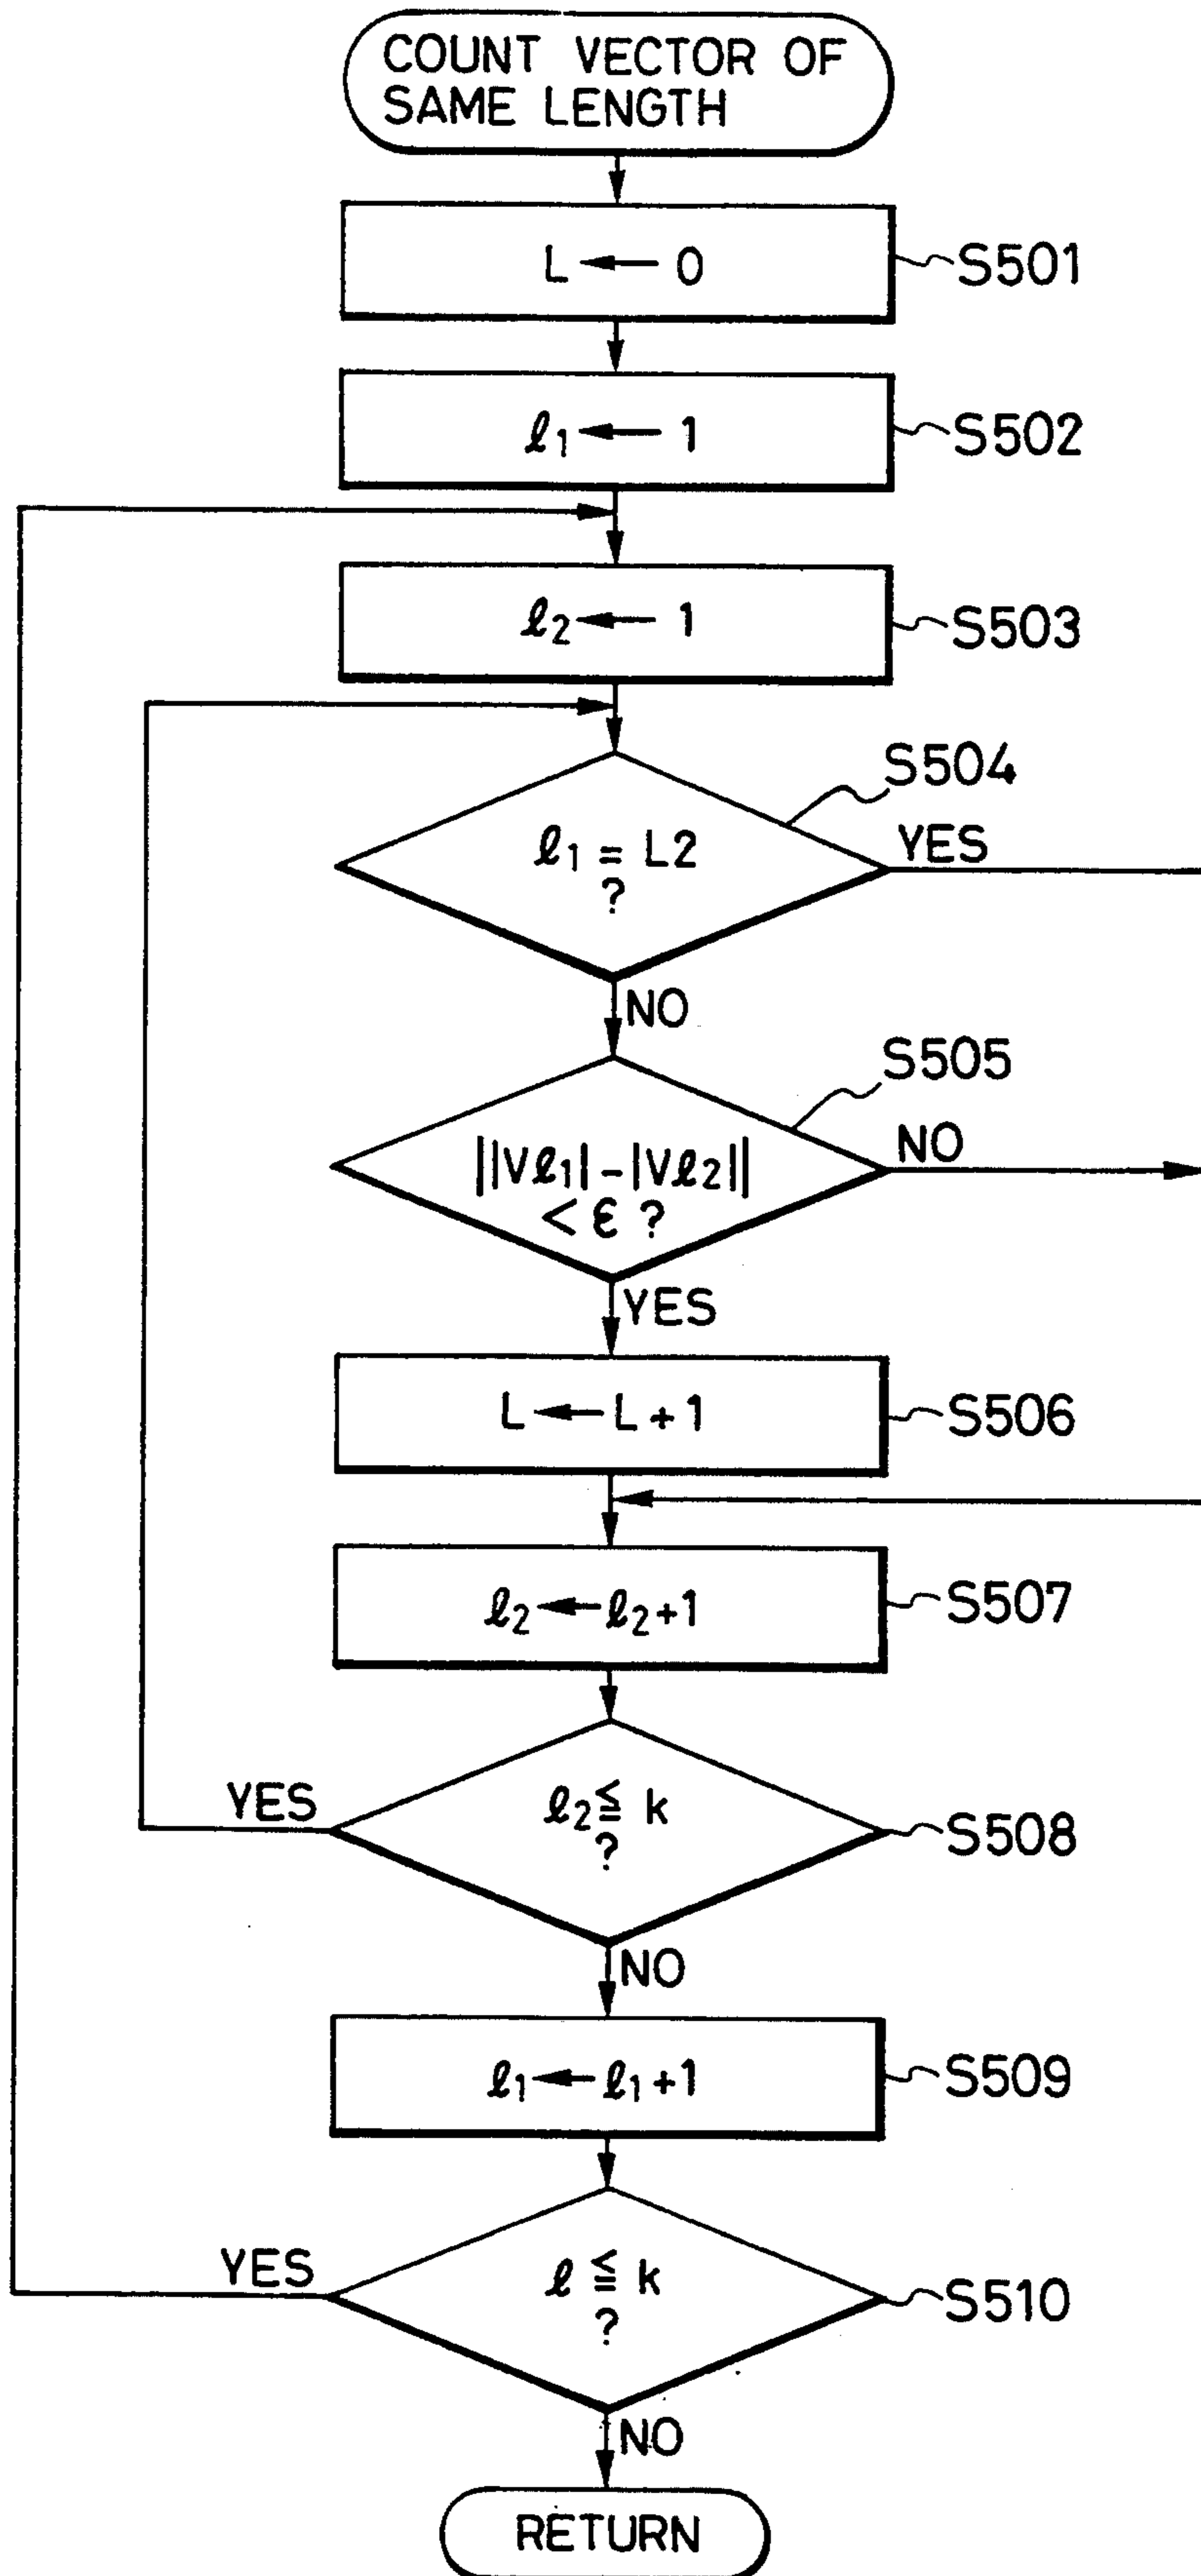 COUNT VECTOR OF
SAME LENGTH
L ← 0
S501
ℓ1 ← 1
S502
ℓ2 ← 1
S503
S504
ℓ1 = L2
?
YES
NO
S505
||Vℓ1| - |Vℓ2||
< ε ?
NO
YES
L ← L + 1
S506
ℓ2 ← ℓ2 + 1
S507
YES
ℓ2 ≦ k
?
S508
NO
ℓ1 ← ℓ1 + 1
S509
YES
ℓ ≦ k
?
S510
NO
RETURN